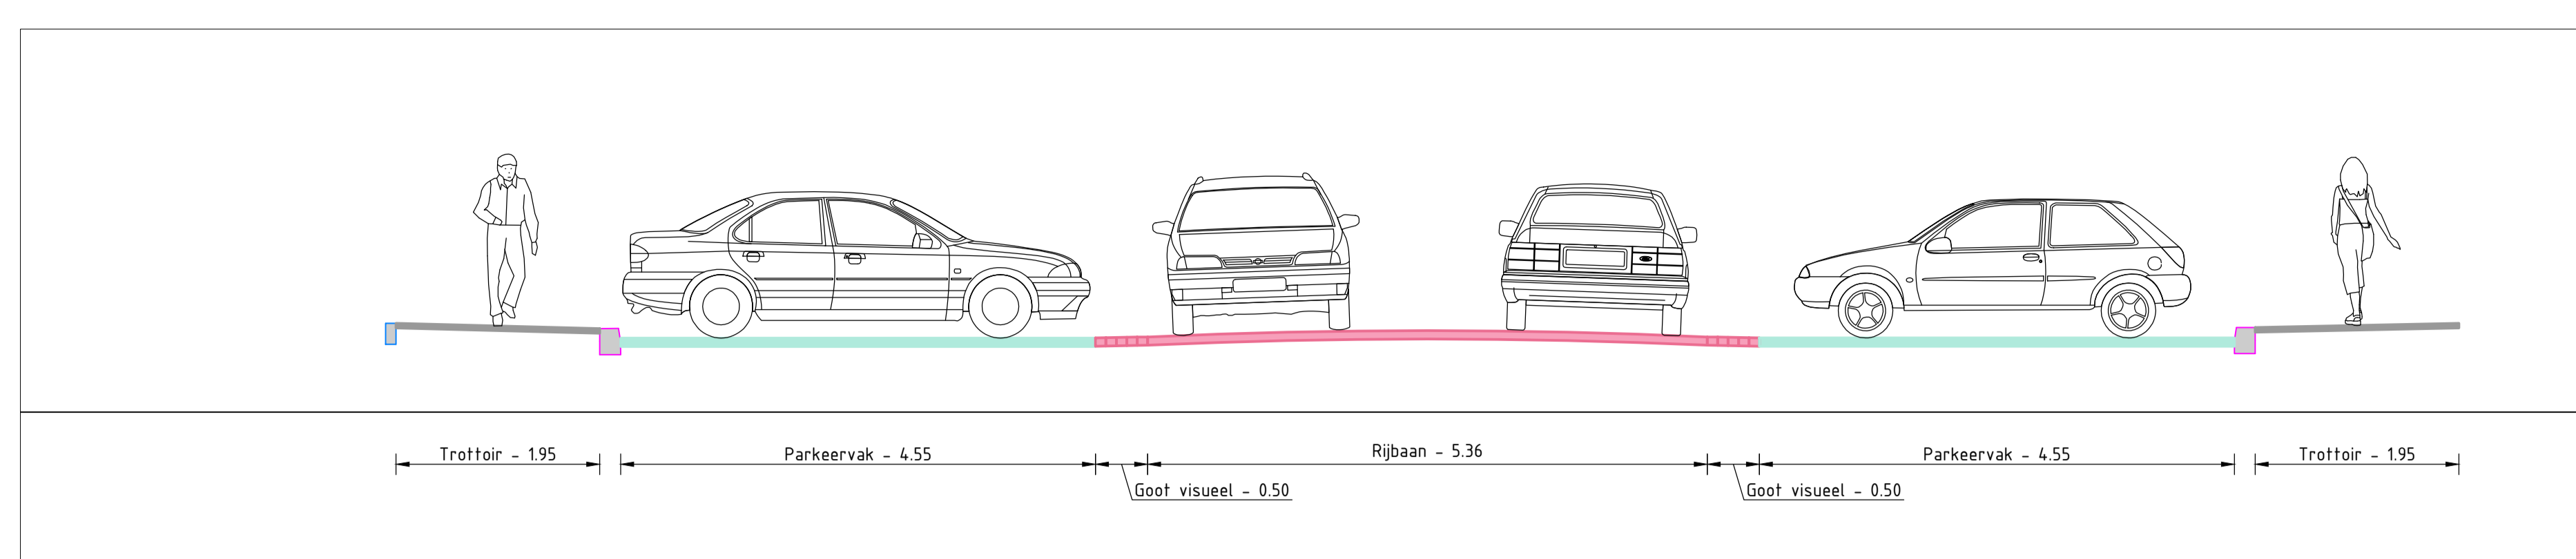 Trottoir - 1.95
Parkeervak - 4.55
Goot visueel - 0.50
Rijbaan - 5.36
Goot visueel - 0.50
Parkeervak - 4.55
Trottoir - 1.95